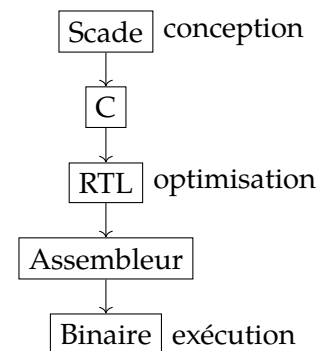 Scade conception
C
RTL optimisation
Assembleur
Binaire exécution